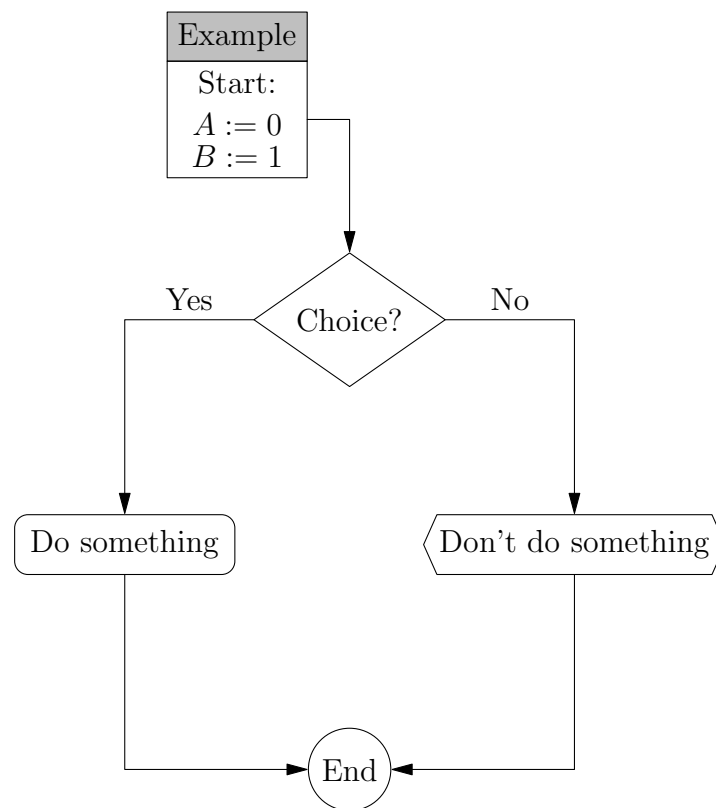 Example
Start:
A := 0
B := 1
Yes
No
Choice?
Do something
Don't do something
End